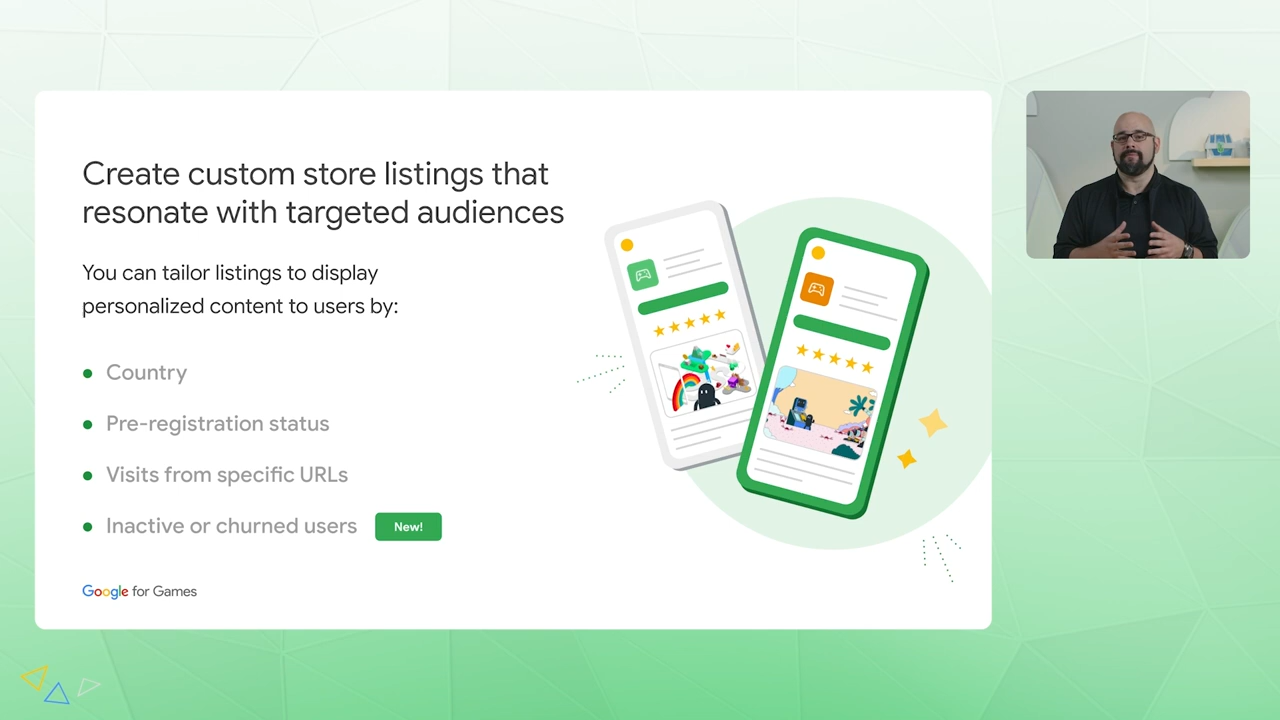 Create custom store listings that
resonate with targeted audiences
You can tailor listings to display
personalized content to users by:
Country
Pre-registration status
Visits from specific URLs
Inactive or churned users New!
Google for Games